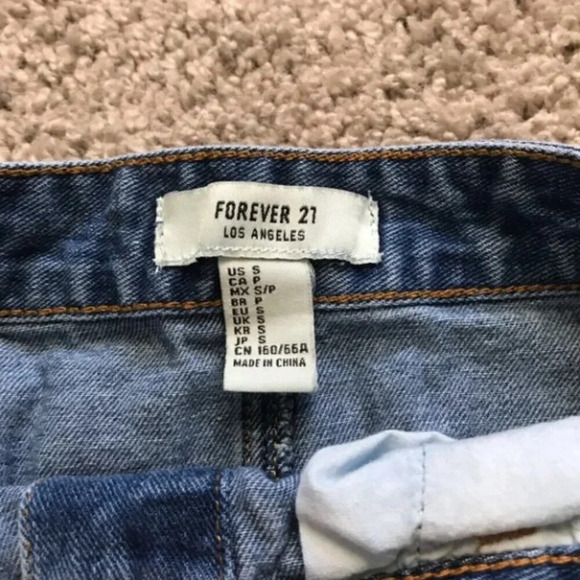 FOREVER 21
LOS ANGELES
US S
CA P
MX S/P
BR P
EU S
UK S
KR S
JP S
CN 160/66A
MADE IN CHINA